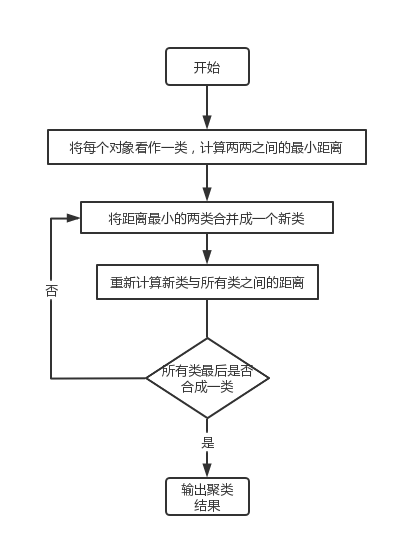 开始
将每个对象看作一类，计算两两之间的最小距离
将距离最小的两类合并成一个新类
重新计算新类与所有类之间的距离
否
所有类最后是否
合成一类
是
输出聚类
结果